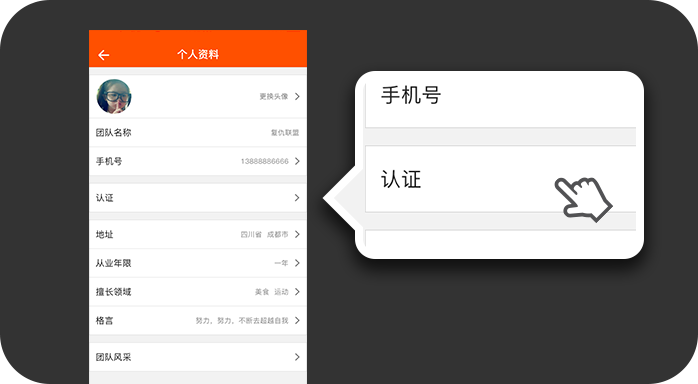 个人资料
更换头像
团队名称 复仇联盟
手机号 13888886666
认证
地址 四川省 成都市
从业年限 一年
擅长领域 美食 运动
格言 努力，努力，不断去超越自我
团队风采
手机号
认证